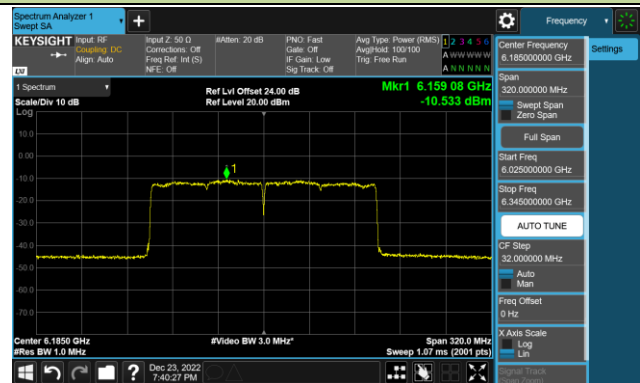 Spectrum Analyzer 1
Swept SA
Frequency
KEYSIGHT
Input: RF
Coupling: DC
Align: Auto
Input Z: 50 Ω
Corrections: Off
Freq Ref: Int (S)
NFE: Off
#Atten: 20 dB
PNO: Fast
Gate: Off
IF Gain: Low
Sig Track: Off
Avg Type: Power (RMS)
Avg|Hold: 100/100
Trig: Free Run
1 2 3 4 5 6
A W W W W W
A N N N N N
LXI
1 Spectrum
Scale/Div 10 dB
Log
Ref Lvl Offset 24.00 dB
Ref Level 20.00 dBm
Mkr1 6.159 08 GHz
-10.533 dBm
10.0
0.00
-10.0
-20.0
-30.0
-40.0
-50.0
-60.0
-70.0
1
Center 6.1850 GHz
#Res BW 1.0 MHz
#Video BW 3.0 MHz*
Span 320.0 MHz
Sweep 1.07 ms (2001 pts)
Dec 23, 2022
7:40:27 PM
Center Frequency
6.185000000 GHz
Settings
Span
320.000000 MHz
Swept Span
Zero Span
Full Span
Start Freq
6.025000000 GHz
Stop Freq
6.345000000 GHz
AUTO TUNE
CF Step
32.000000 MHz
Auto
Man
Freq Offset
0 Hz
X Axis Scale
Log
Lin
Signal Track